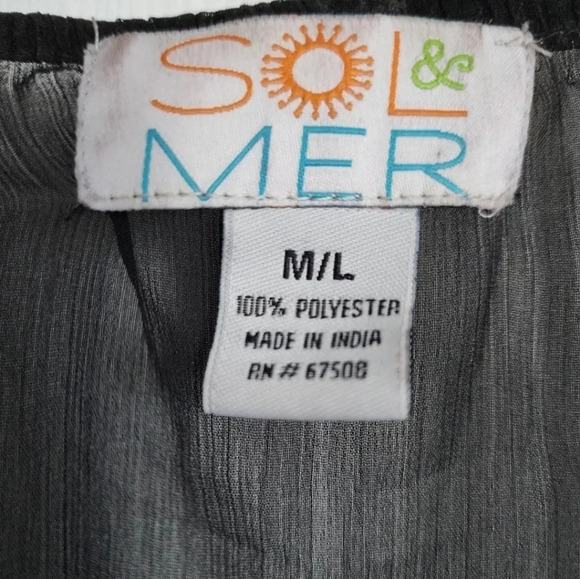 SOL &
MER
M/L
100% POLYESTER
MADE IN INDIA
RN # 67508